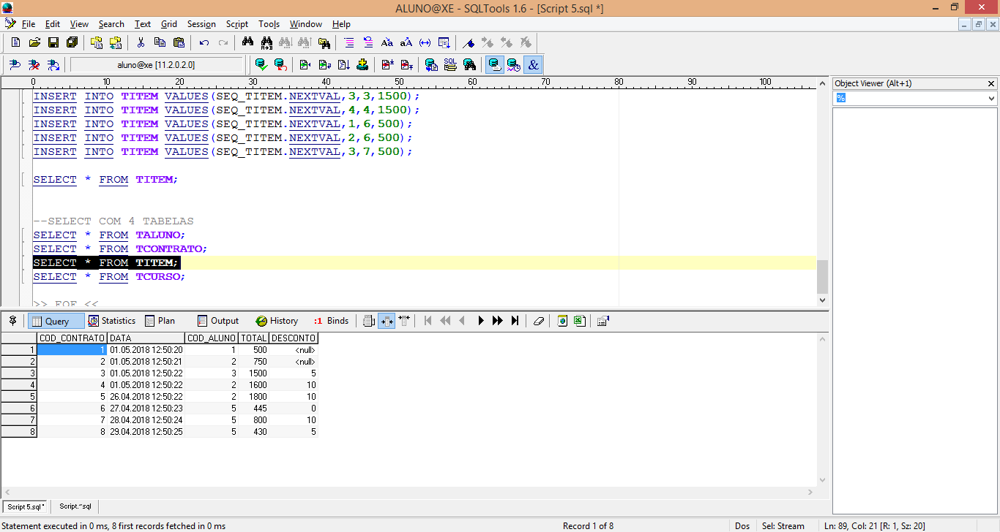 ALUNO@XE - SQLTools 1.6 - [Script 5.sql *]
File Edit View Search Text Grid Session Script Tools Window Help
aluno@xe [11.2.0.2.0]
SQL
&
0 10 20 30 40 50 60 70 80 90 100
INSERT INTO TITEM VALUES(SEQ_TITEM.NEXTVAL,3,3,1500);
INSERT INTO TITEM VALUES(SEQ_TITEM.NEXTVAL,4,4,1500);
INSERT INTO TITEM VALUES(SEQ_TITEM.NEXTVAL,1,6,500);
INSERT INTO TITEM VALUES(SEQ_TITEM.NEXTVAL,2,6,500);
INSERT INTO TITEM VALUES(SEQ_TITEM.NEXTVAL,3,7,500);
SELECT * FROM TITEM;
--SELECT COM 4 TABELAS
SELECT * FROM TALUNO;
SELECT * FROM TCONTRATO;
SELECT * FROM TITEM;
SELECT * FROM TCURSO;
>> EOF <<
Object Viewer (Alt+1)
%
Query Statistics Plan Output History :1 Binds
COD_CONTRATO DATA COD_ALUNO TOTAL DESCONTO
1 1 01.05.2018 12:50:20 1 500 <null>
2 2 01.05.2018 12:50:21 2 750 <null>
3 3 01.05.2018 12:50:22 3 1500 5
4 4 01.05.2018 12:50:22 2 1600 10
5 5 26.04.2018 12:50:22 2 1800 10
6 6 27.04.2018 12:50:23 5 445 0
7 7 28.04.2018 12:50:24 5 800 10
8 8 29.04.2018 12:50:25 5 430 5
Script 5.sql* Script.~sql
Statement executed in 0 ms, 8 first records fetched in 0 ms Record 1 of 8 Dos Sel: Stream Ln: 89, Col: 21 [R: 1, Sz: 20]